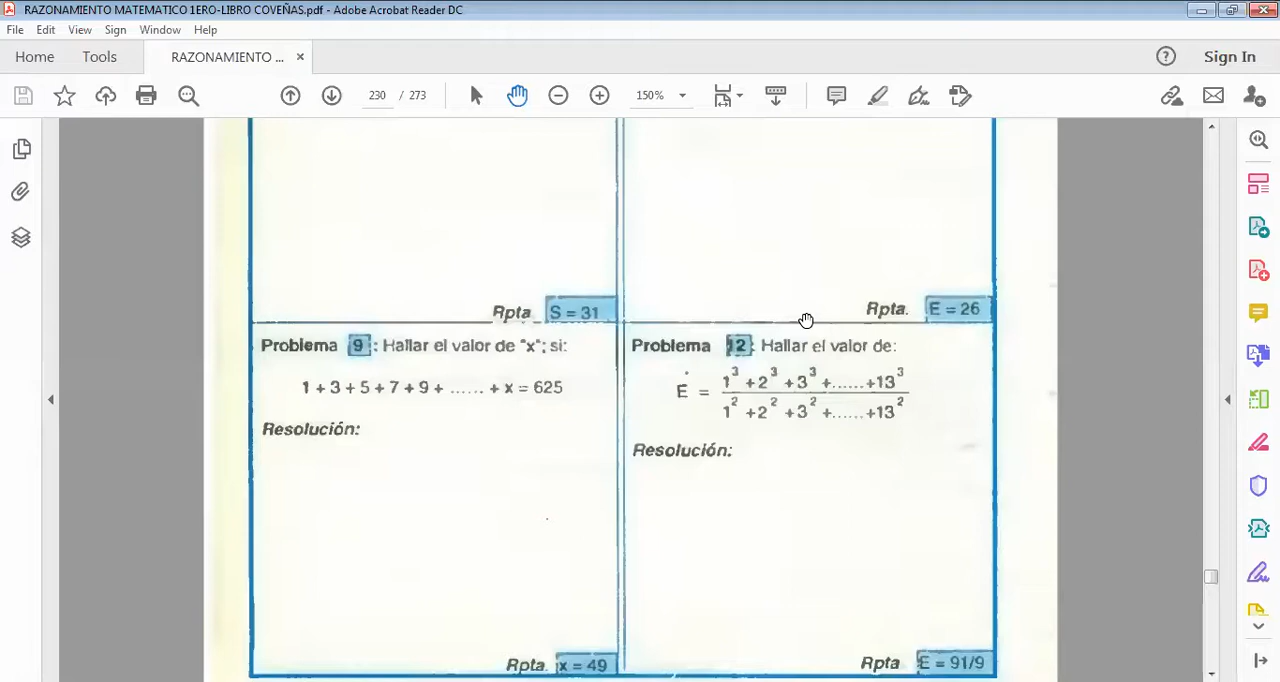 RAZONAMIENTO MATEMATICO 1ERO-LIBRO COVEÑAS.pdf - Adobe Acrobat Reader DC
File Edit View Sign Window Help
Home Tools RAZONAMIENTO ... × Sign In
230 / 273 150%
Rpta S = 31
Rpta. E = 26
Problema 9 : Hallar el valor de "x"; si:
1 + 3 + 5 + 7 + 9 + ...... + x = 625
Resolución:
Rpta. x = 49
Problema 12 : Hallar el valor de:
E = 1³ + 2³ + 3³ +......+13³
1² + 2² + 3² +......+13²
Resolución:
Rpta E = 91/9